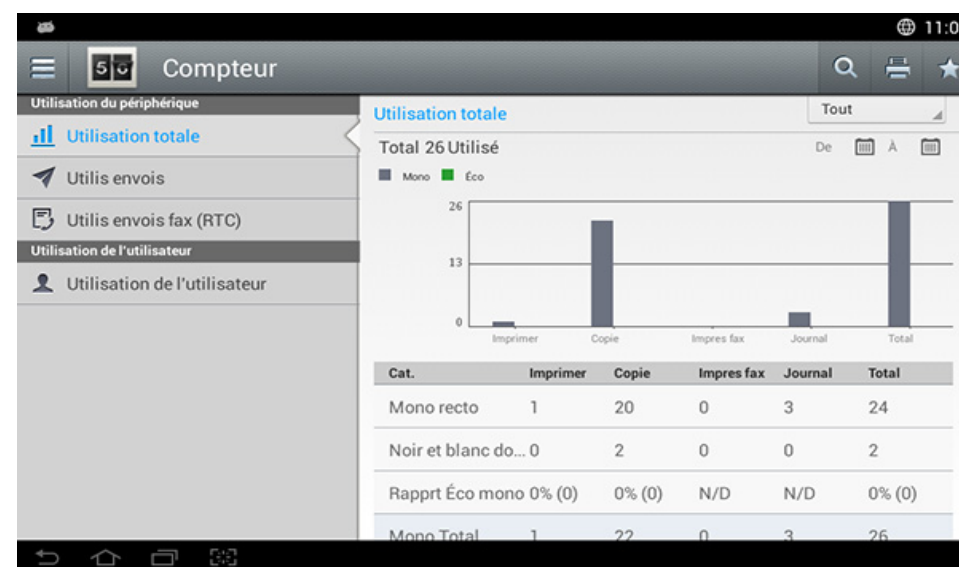 11:0
50 Compteur
Utilisation du périphérique
Utilisation totale
Utilis envois
Utilis envois fax (RTC)
Utilisation de l'utilisateur
Utilisation de l'utilisateur
Utilisation totale Tout
Total 26 Utilisé De À
Mono Éco
26
13
0
Imprimer Copie Impres fax Journal Total
Cat. Imprimer Copie Impres fax Journal Total
Mono recto 1 20 0 3 24
Noir et blanc do... 0 2 0 0 2
Rapprt Éco mono 0% (0) 0% (0) N/D N/D 0% (0)
Mono Total 1 22 0 3 26